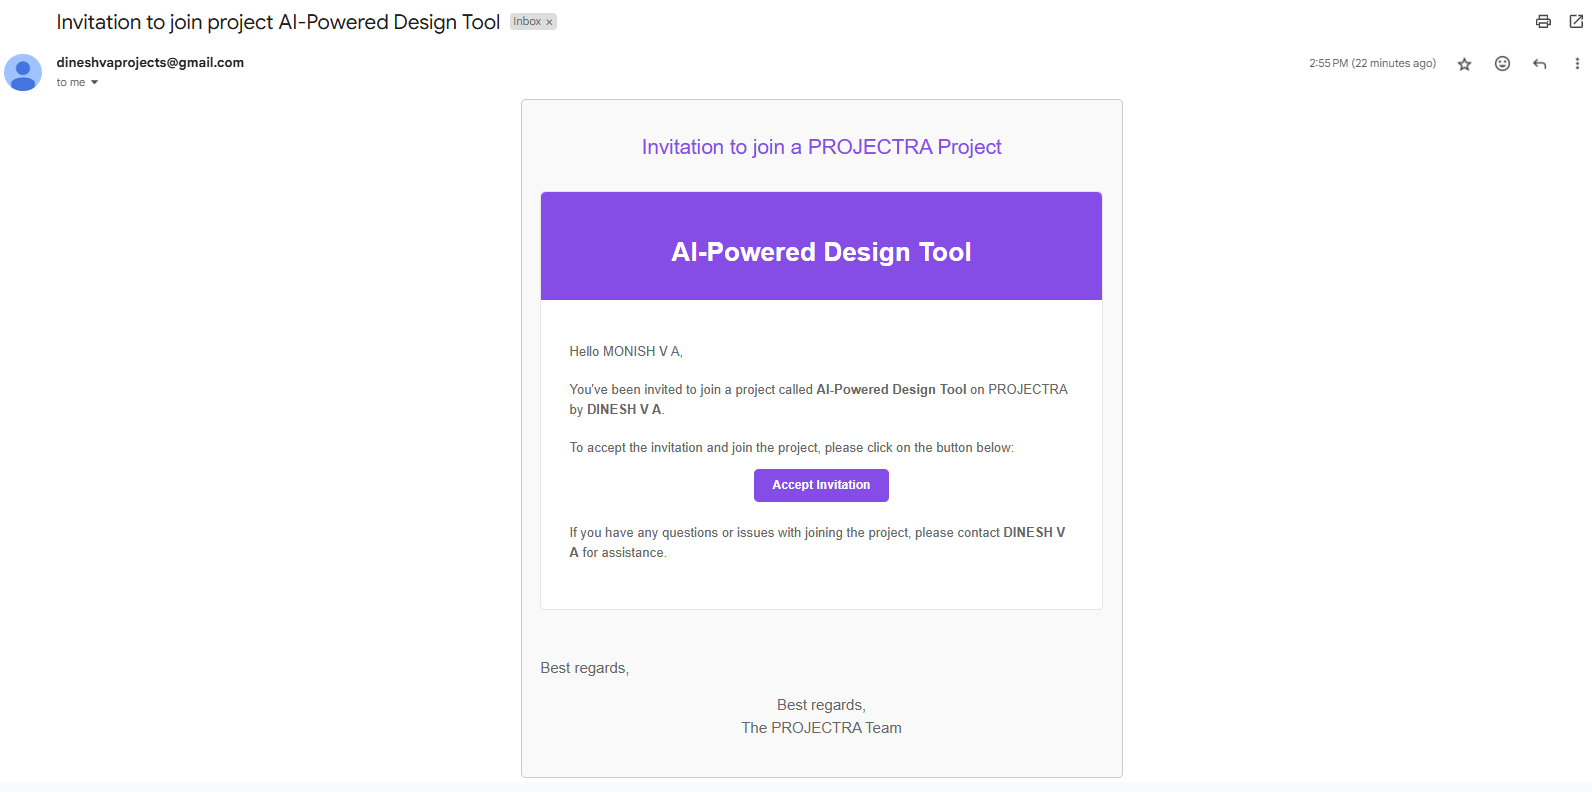 Invitation to join project AI-Powered Design Tool Inbox ×
dineshvaprojects@gmail.com
2:55 PM (22 minutes ago)
to me
Invitation to join a PROJECTRA Project
AI-Powered Design Tool
Hello MONISH V A,
You've been invited to join a project called AI-Powered Design Tool on PROJECTRA
by DINESH V A.
To accept the invitation and join the project, please click on the button below:
Accept Invitation
If you have any questions or issues with joining the project, please contact DINESH V
A for assistance.
Best regards,
Best regards,
The PROJECTRA Team